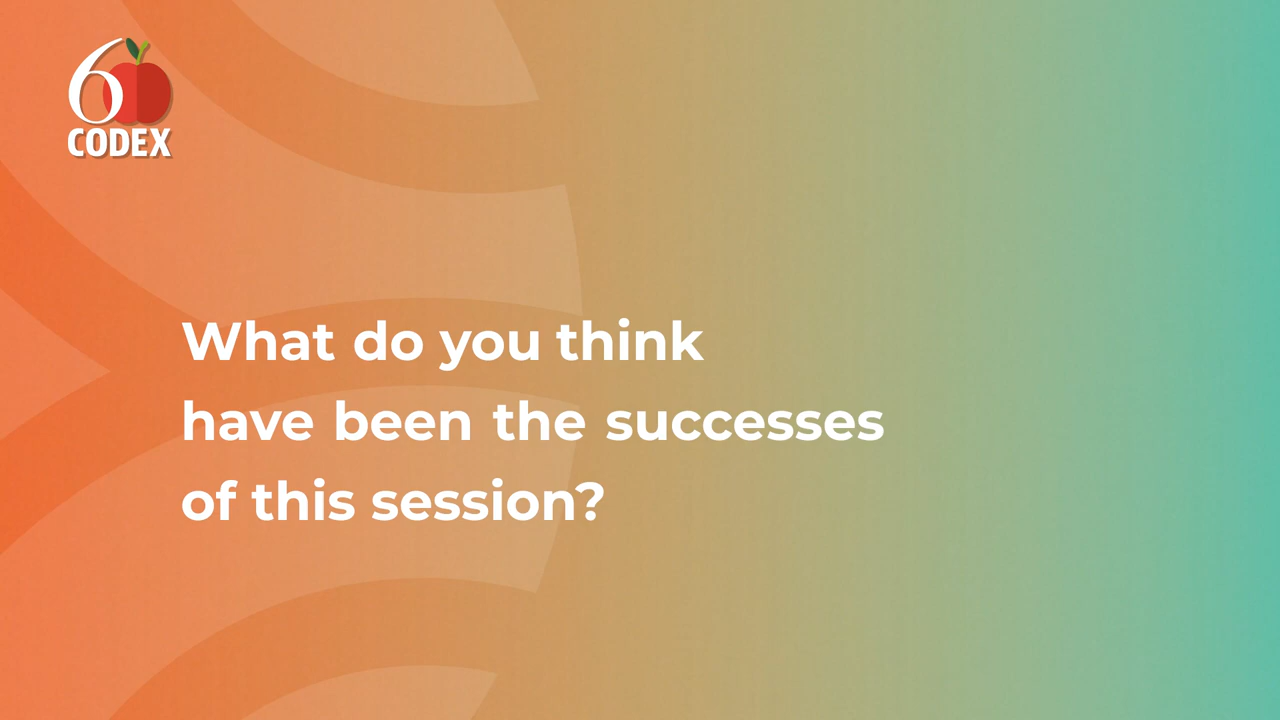 60
CODEX
What do you think
have been the successes
of this session?